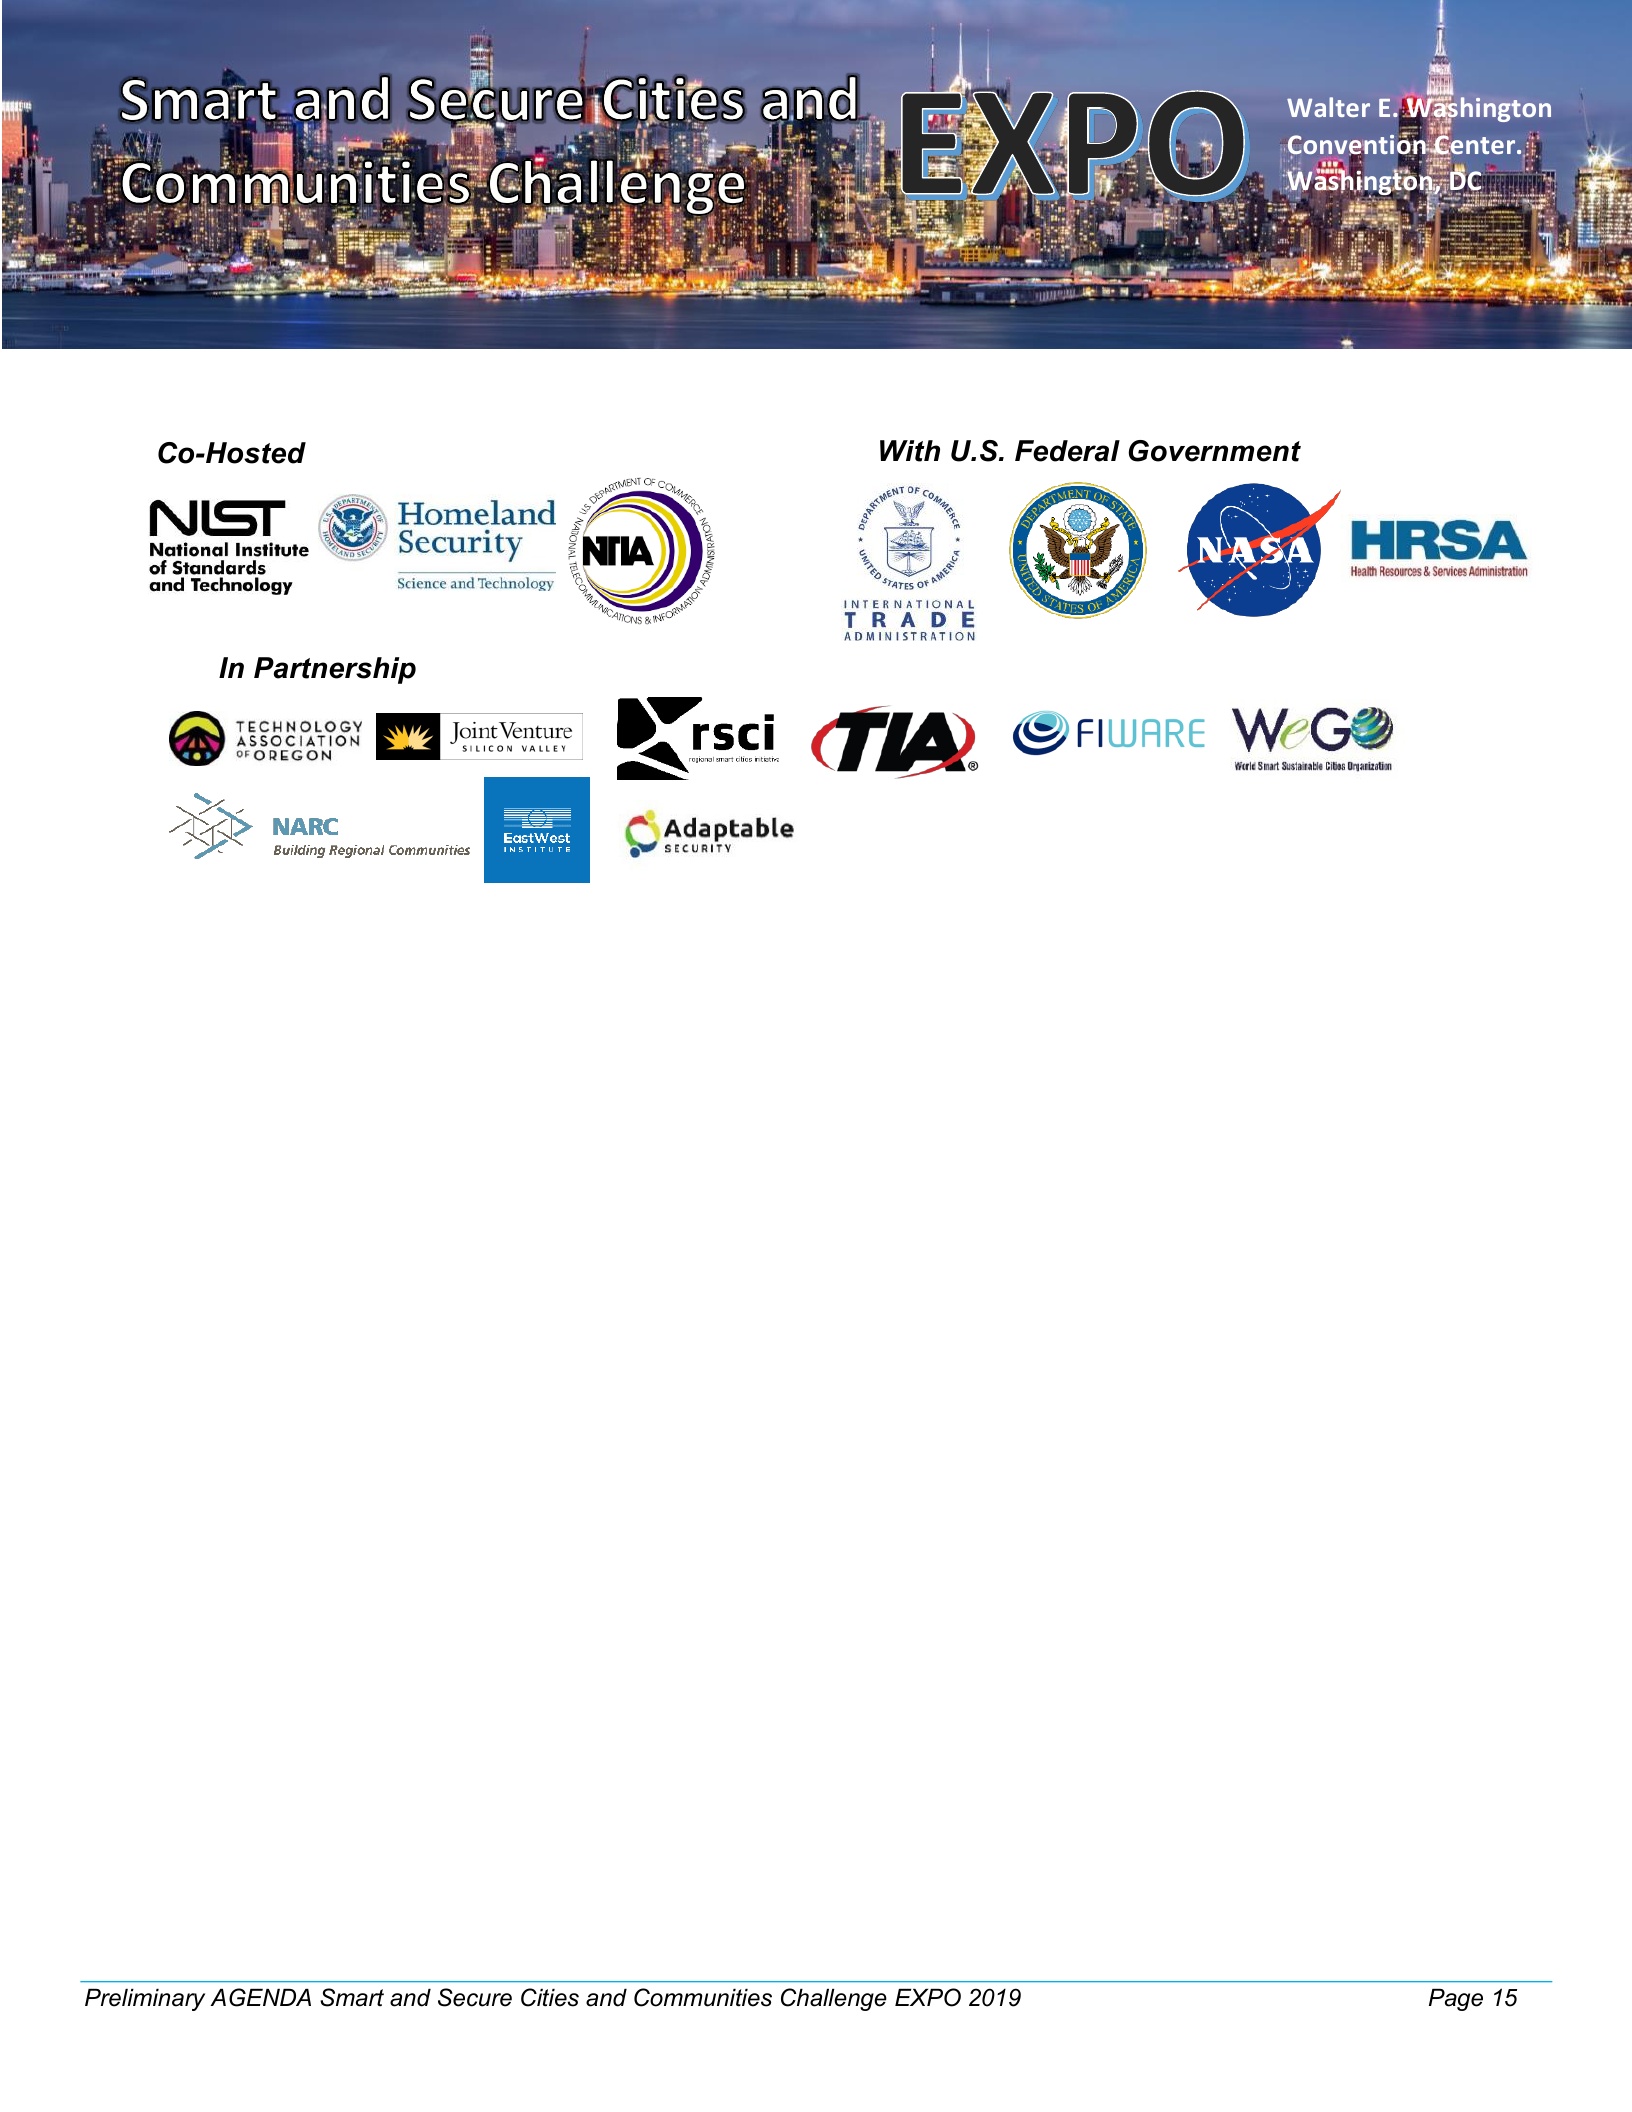 Smart and Secure Cities and
Communities Challenge
EXPO
Walter E. Washington
Convention Center.
Washington, DC
Co-Hosted
With U.S. Federal Government
NIST
National Institute
of Standards
and Technology
U.S. DEPARTMENT OF
HOMELAND SECURITY
Homeland
Security
Science and Technology
U.S. DEPARTMENT OF COMMERCE NATIONAL TELECOMMUNICATIONS & INFORMATION ADMINISTRATION
NTIA
DEPARTMENT OF COMMERCE
UNITED STATES OF AMERICA
INTERNATIONAL
TRADE
ADMINISTRATION
DEPARTMENT OF STATE
UNITED STATES OF AMERICA
NASA
HRSA
Health Resources & Services Administration
In Partnership
TECHNOLOGY
ASSOCIATION
OF OREGON
Joint Venture
SILICON VALLEY
rsci
regional smart cities initiative
TIA®
FIWARE
WeGO
World Smart Sustainable Cities Organization
NARC
Building Regional Communities
EastWest
INSTITUTE
Adaptable
SECURITY
Preliminary AGENDA Smart and Secure Cities and Communities Challenge EXPO 2019
Page 15